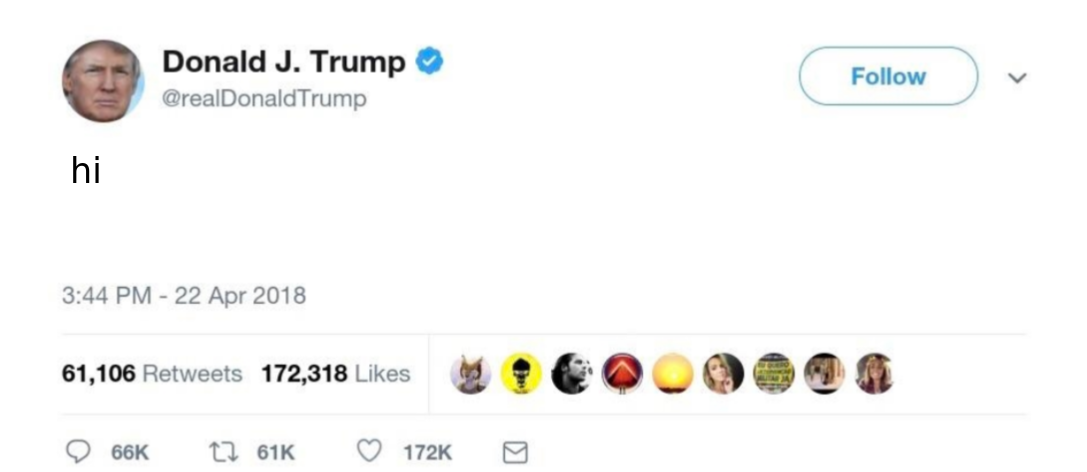 Donald J. Trump
@realDonaldTrump
Follow
hi
3:44 PM - 22 Apr 2018
61,106 Retweets 172,318 Likes
66K 61K 172K